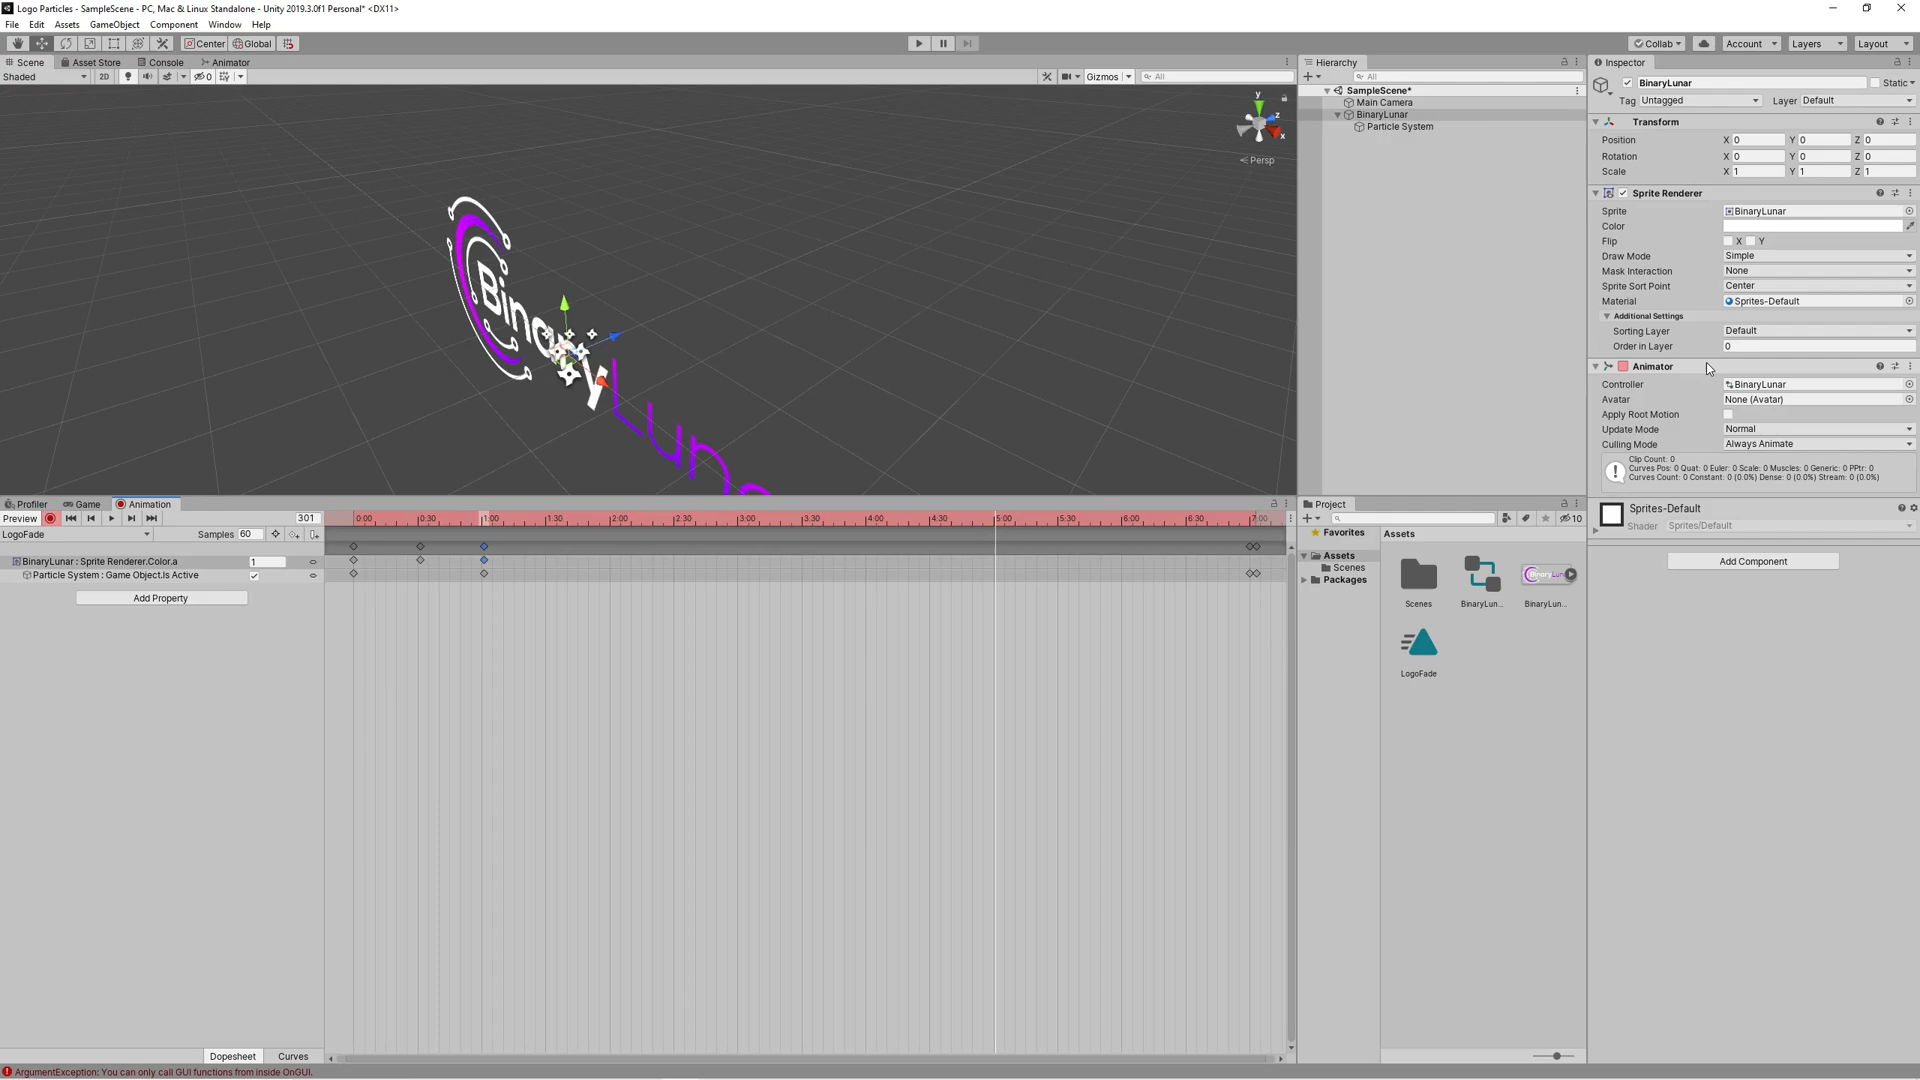 Logo Particles - SampleScene - PC, Mac & Linux Standalone - Unity 2019.3.0f1 Personal* <DX11>
File Edit Assets GameObject Component Window Help
Center Global Collab Account Layers Layout
Scene Asset Store Console Animator
Shaded 2D 0 Gizmos All
y
z
x
Persp
Binary Lun
Hierarchy
All
SampleScene*
Main Camera
BinaryLunar
Particle System
Inspector
BinaryLunar Static
Tag Untagged Layer Default
Transform
Position X 0 Y 0 Z 0
Rotation X 0 Y 0 Z 0
Scale X 1 Y 1 Z 1
Sprite Renderer
Sprite BinaryLunar
Color
Flip X Y
Draw Mode Simple
Mask Interaction None
Sprite Sort Point Center
Material Sprites-Default
Additional Settings
Sorting Layer Default
Order in Layer 0
Animator
Controller BinaryLunar
Avatar None (Avatar)
Apply Root Motion
Update Mode Normal
Culling Mode Always Animate
Clip Count: 0
Curves Pos: 0 Quat: 0 Euler: 0 Scale: 0 Muscles: 0 Generic: 0 PPtr: 0
Curves Count: 0 Constant: 0 (0.0%) Dense: 0 (0.0%) Stream: 0 (0.0%)
Sprites-Default
Shader Sprites/Default
Add Component
Profiler Game Animation
Preview 301 0:00 0:30 1:00 1:30 2:00 2:30 3:00 3:30 4:00 4:30 5:00 5:30 6:00 6:30 7:00
LogoFade Samples 60
BinaryLunar : Sprite Renderer.Color.a 1
Particle System : Game Object.Is Active
Add Property
Dopesheet Curves
Project
10
Favorites
Assets
Scenes
Packages
Assets
Scenes BinaryLun... BinaryLun...
LogoFade
ArgumentException: You can only call GUI functions from inside OnGUI.